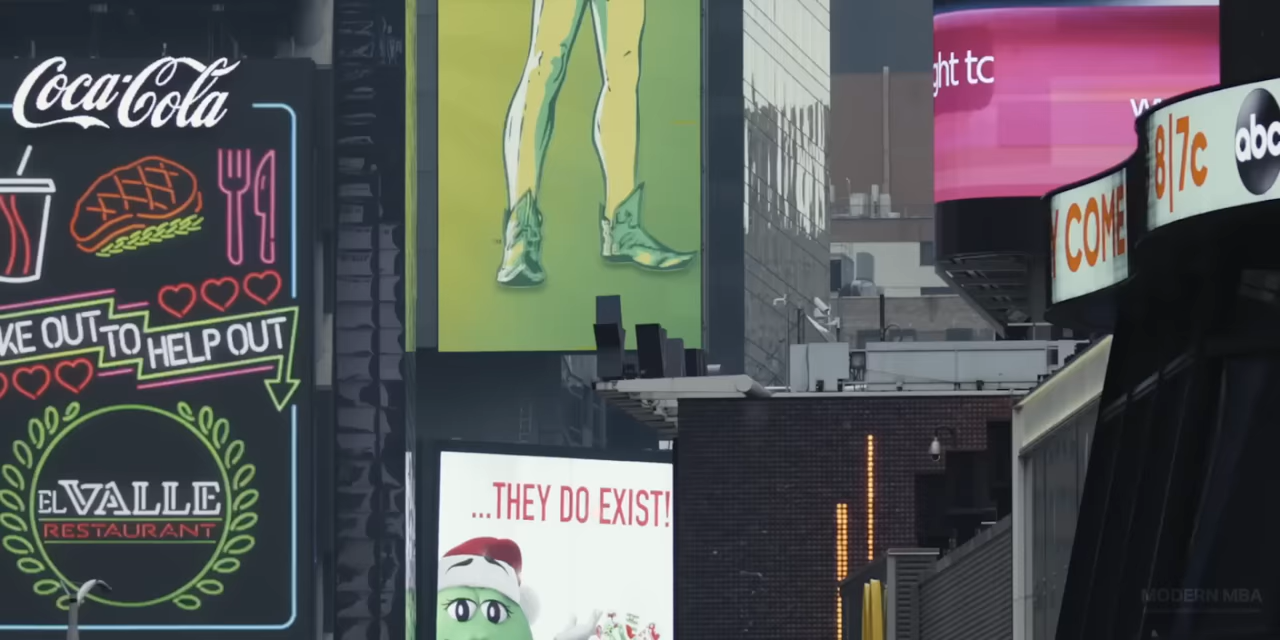 Coca-Cola
KE OUT TO HELP OUT
EL VALLE
RESTAURANT
...THEY DO EXIST!
ght to
W
Y COME
8|7c
abc
MODERN MBA